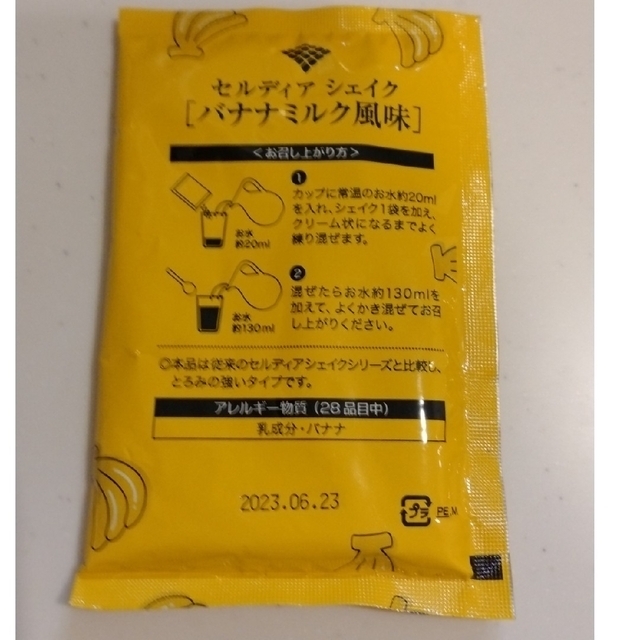 セルディア シェイク
[バナナミルク風味]
<お召し上がり方>
❶
カップに常温のお水約20ml
を入れ、シェイク1袋を加え、
クリーム状になるまでよく
練り混ぜます。
お水
約20ml
❷
混ぜたらお水約130mlを
加えて、よくかき混ぜてお召
し上がりください。
お水
約130ml
◎本品は従来のセルディアシェイクシリーズと比較し、
とろみの強いタイプです。
アレルギー物質(28品目中)
乳成分・バナナ
2023.06.23
プラ
PE,M